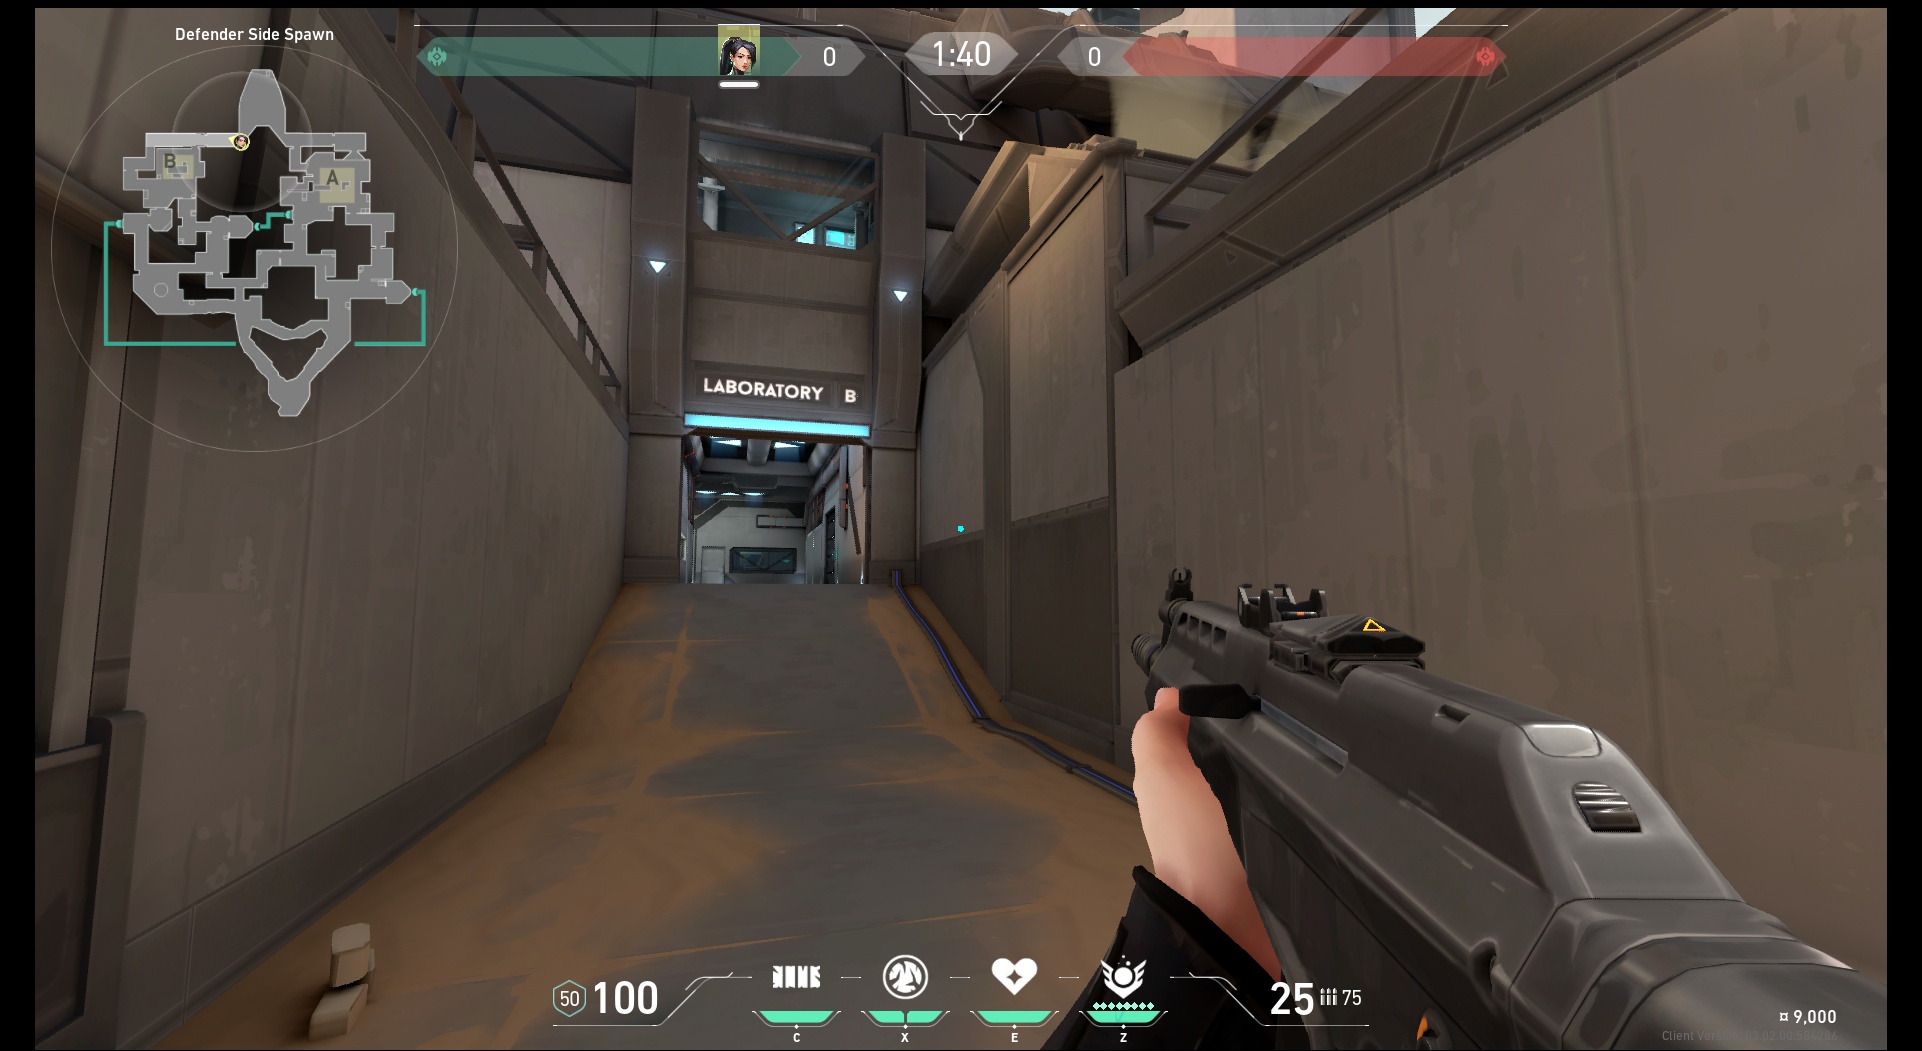 Defender Side Spawn
0
1:40
0
B
A
LABORATORY B
50 100
25 75
C
X
E
Z
¤ 9,000